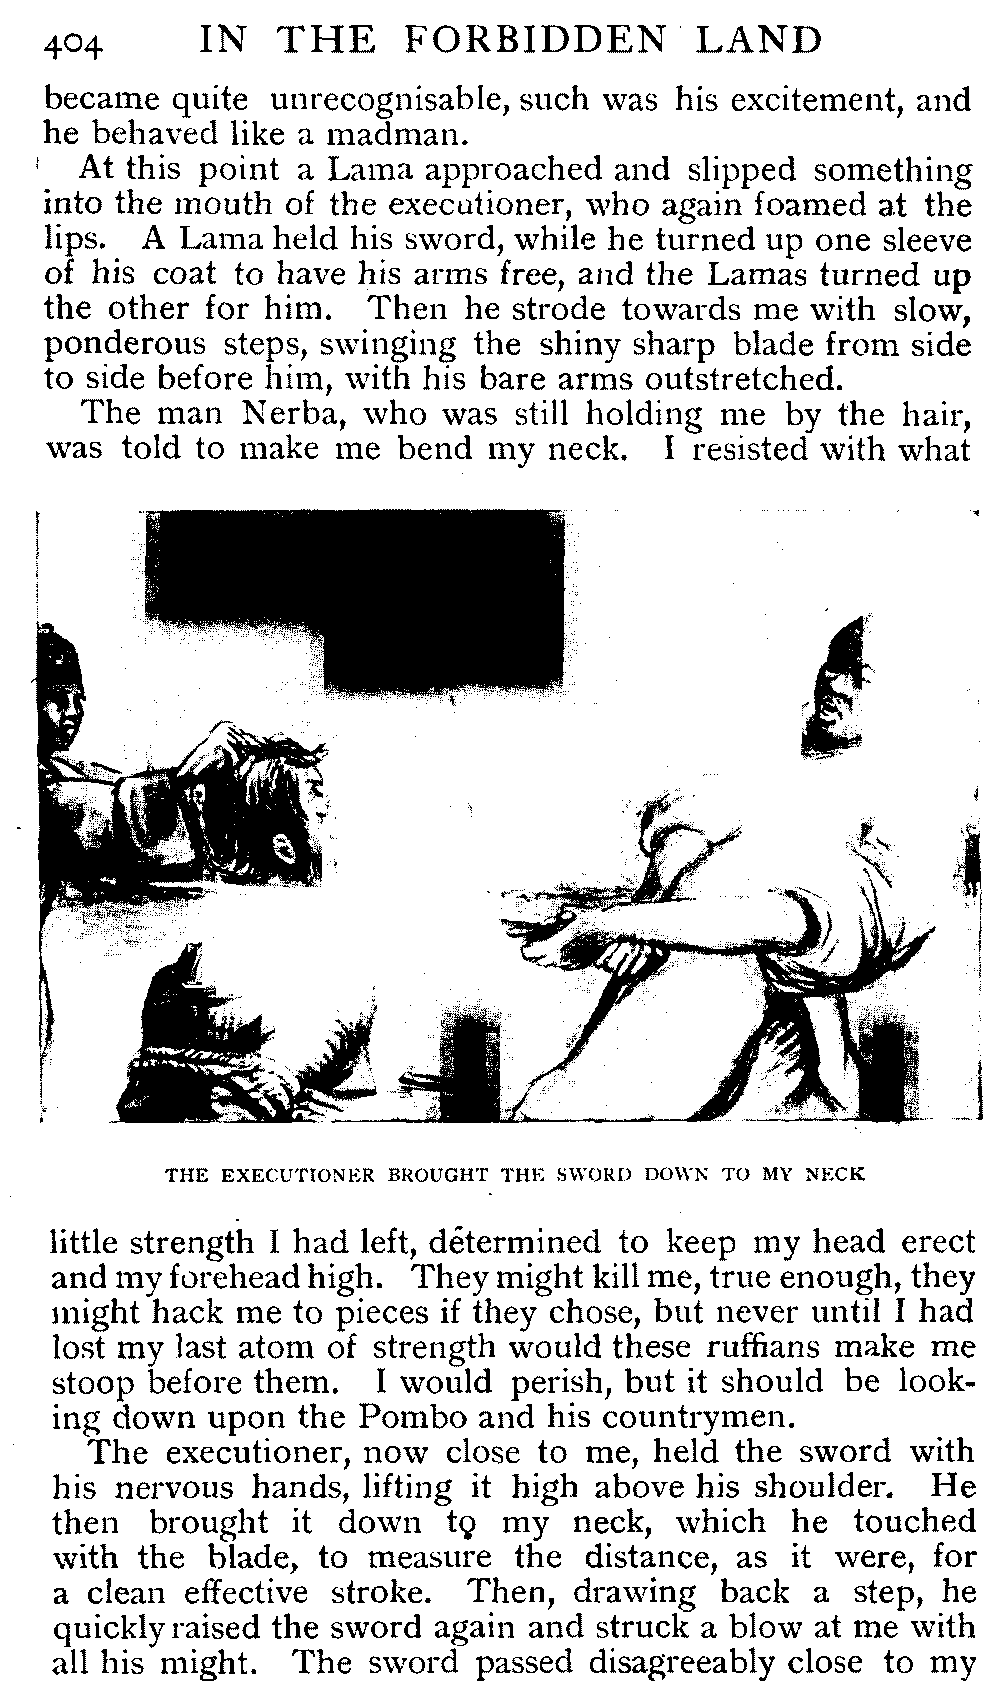 404 IN THE FORBIDDEN LAND
became quite unrecognisable, such was his excitement, and
he behaved like a madman.
At this point a Lama approached and slipped something
into the mouth of the executioner, who again foamed at the
lips. A Lama held his sword, while he turned up one sleeve
of his coat to have his arms free, and the Lamas turned up
the other for him. Then he strode towards me with slow,
ponderous steps, swinging the shiny sharp blade from side
to side before him, with his bare arms outstretched.
The man Nerba, who was still holding me by the hair,
was told to make me bend my neck. I resisted with what
THE EXECUTIONER BROUGHT THE SWORD DOWN TO MY NECK
little strength I had left, determined to keep my head erect
and my forehead high. They might kill me, true enough, they
might hack me to pieces if they chose, but never until I had
lost my last atom of strength would these ruffians make me
stoop before them. I would perish, but it should be look-
ing down upon the Pombo and his countrymen.
The executioner, now close to me, held the sword with
his nervous hands, lifting it high above his shoulder. He
then brought it down to my neck, which he touched
with the blade, to measure the distance, as it were, for
a clean effective stroke. Then, drawing back a step, he
quickly raised the sword again and struck a blow at me with
all his might. The sword passed disagreeably close to my